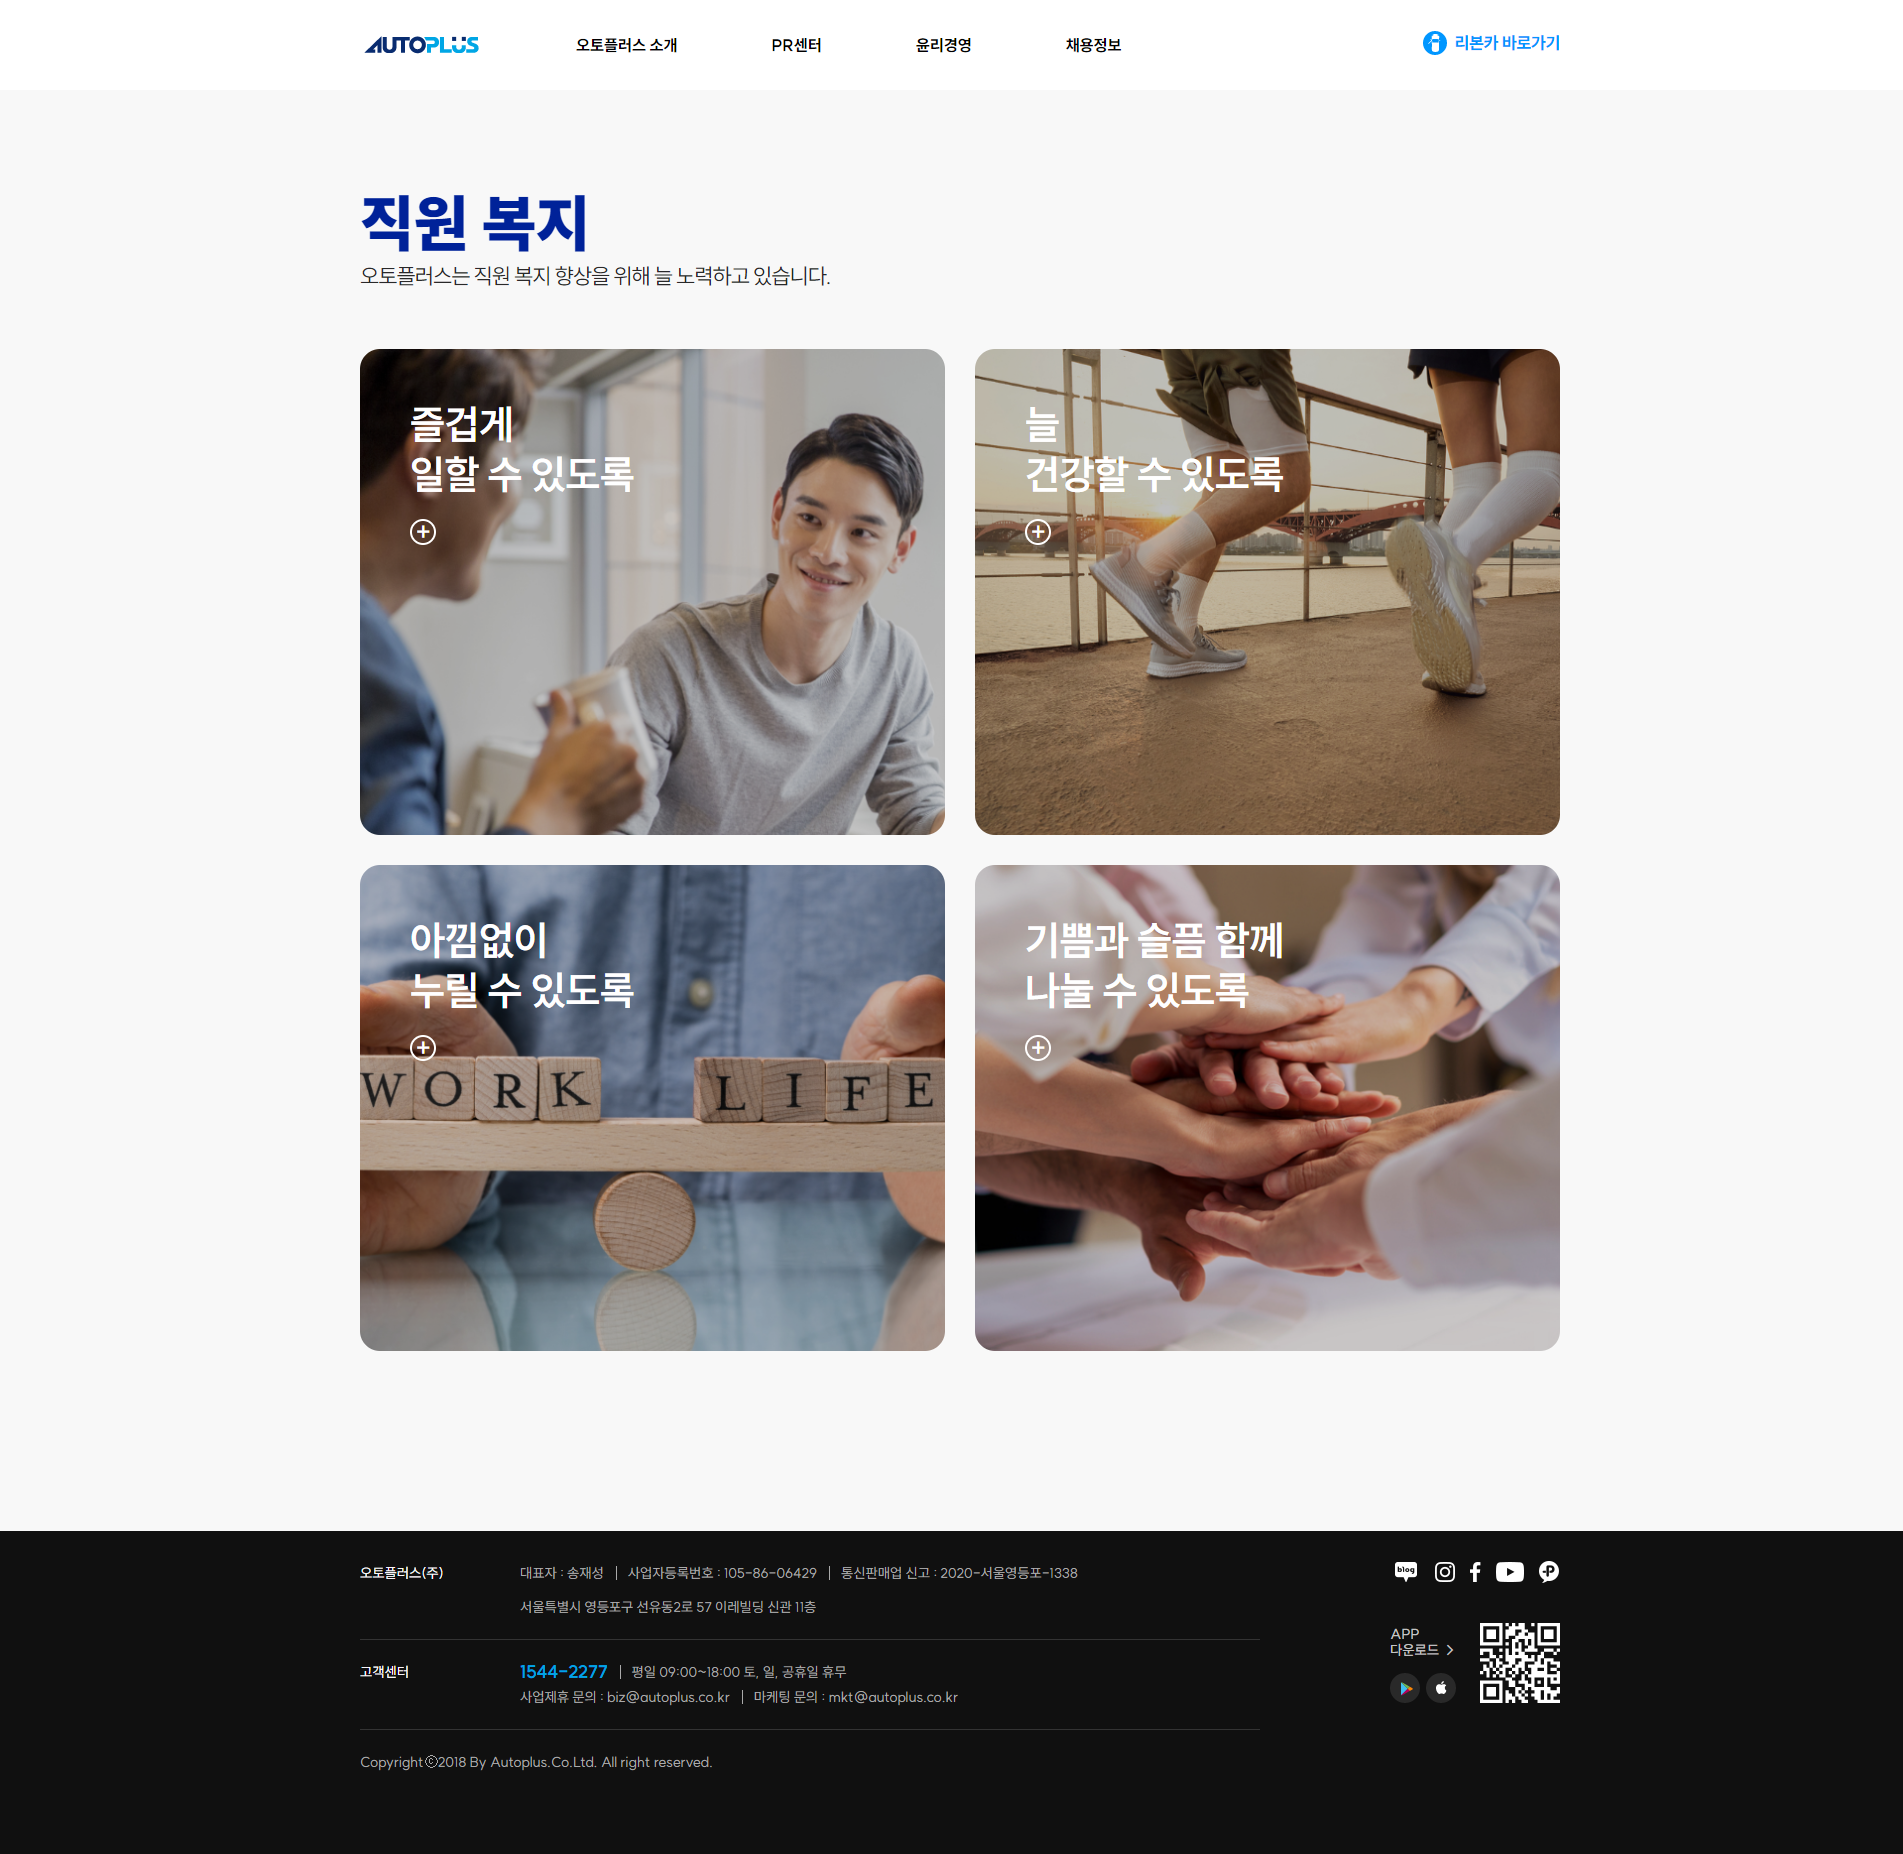 AUTOPLUS
오토플러스 소개
PR센터
윤리경영
채용정보
리본카 바로가기
직원 복지
오토플러스는 직원 복지 향상을 위해 늘 노력하고 있습니다.
즐겁게
일할 수 있도록
늘
건강할 수 있도록
아낌없이
누릴 수 있도록
WORK LIFE
기쁨과 슬픔 함께
나눌 수 있도록
오토플러스(주)
대표자 : 송재성 | 사업자등록번호 : 105-86-06429 | 통신판매업 신고 : 2020-서울영등포-1338
서울특별시 영등포구 선유동2로 57 이레빌딩 신관 11층
고객센터
1544-2277 | 평일 09:00~18:00 토, 일, 공휴일 휴무
사업제휴 문의 : biz@autoplus.co.kr | 마케팅 문의 : mkt@autoplus.co.kr
Copyrightⓒ2018 By Autoplus.Co.Ltd. All right reserved.
blog
P
APP
다운로드 >